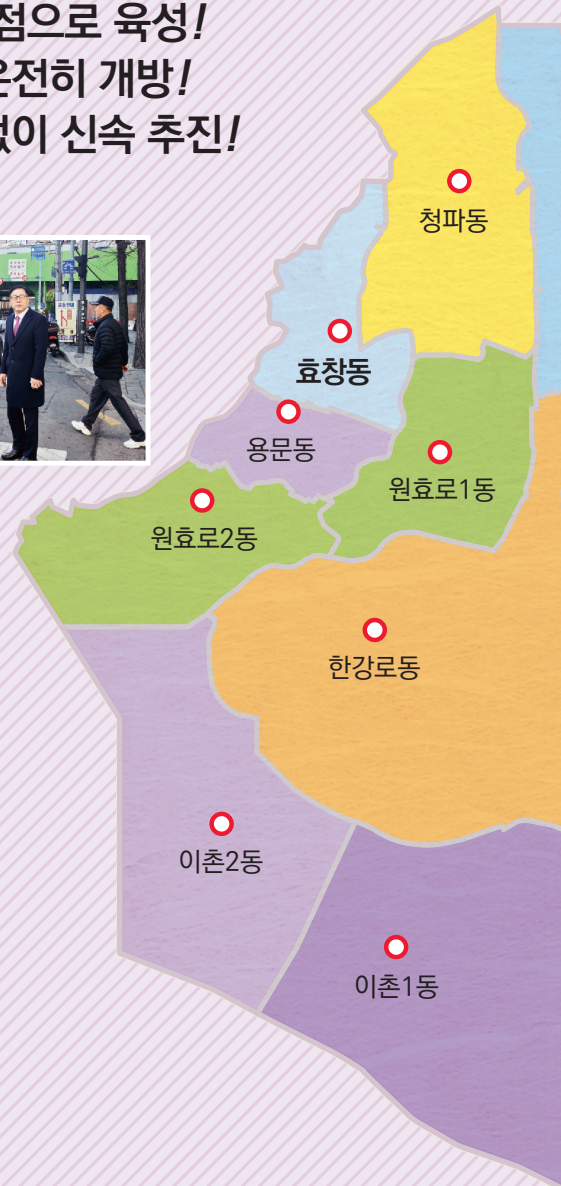 점으로 육성!
온전히 개방!
없이 신속 추진!
청파동
효창동
용문동
원효로1동
원효로2동
한강로동
이촌2동
이촌1동